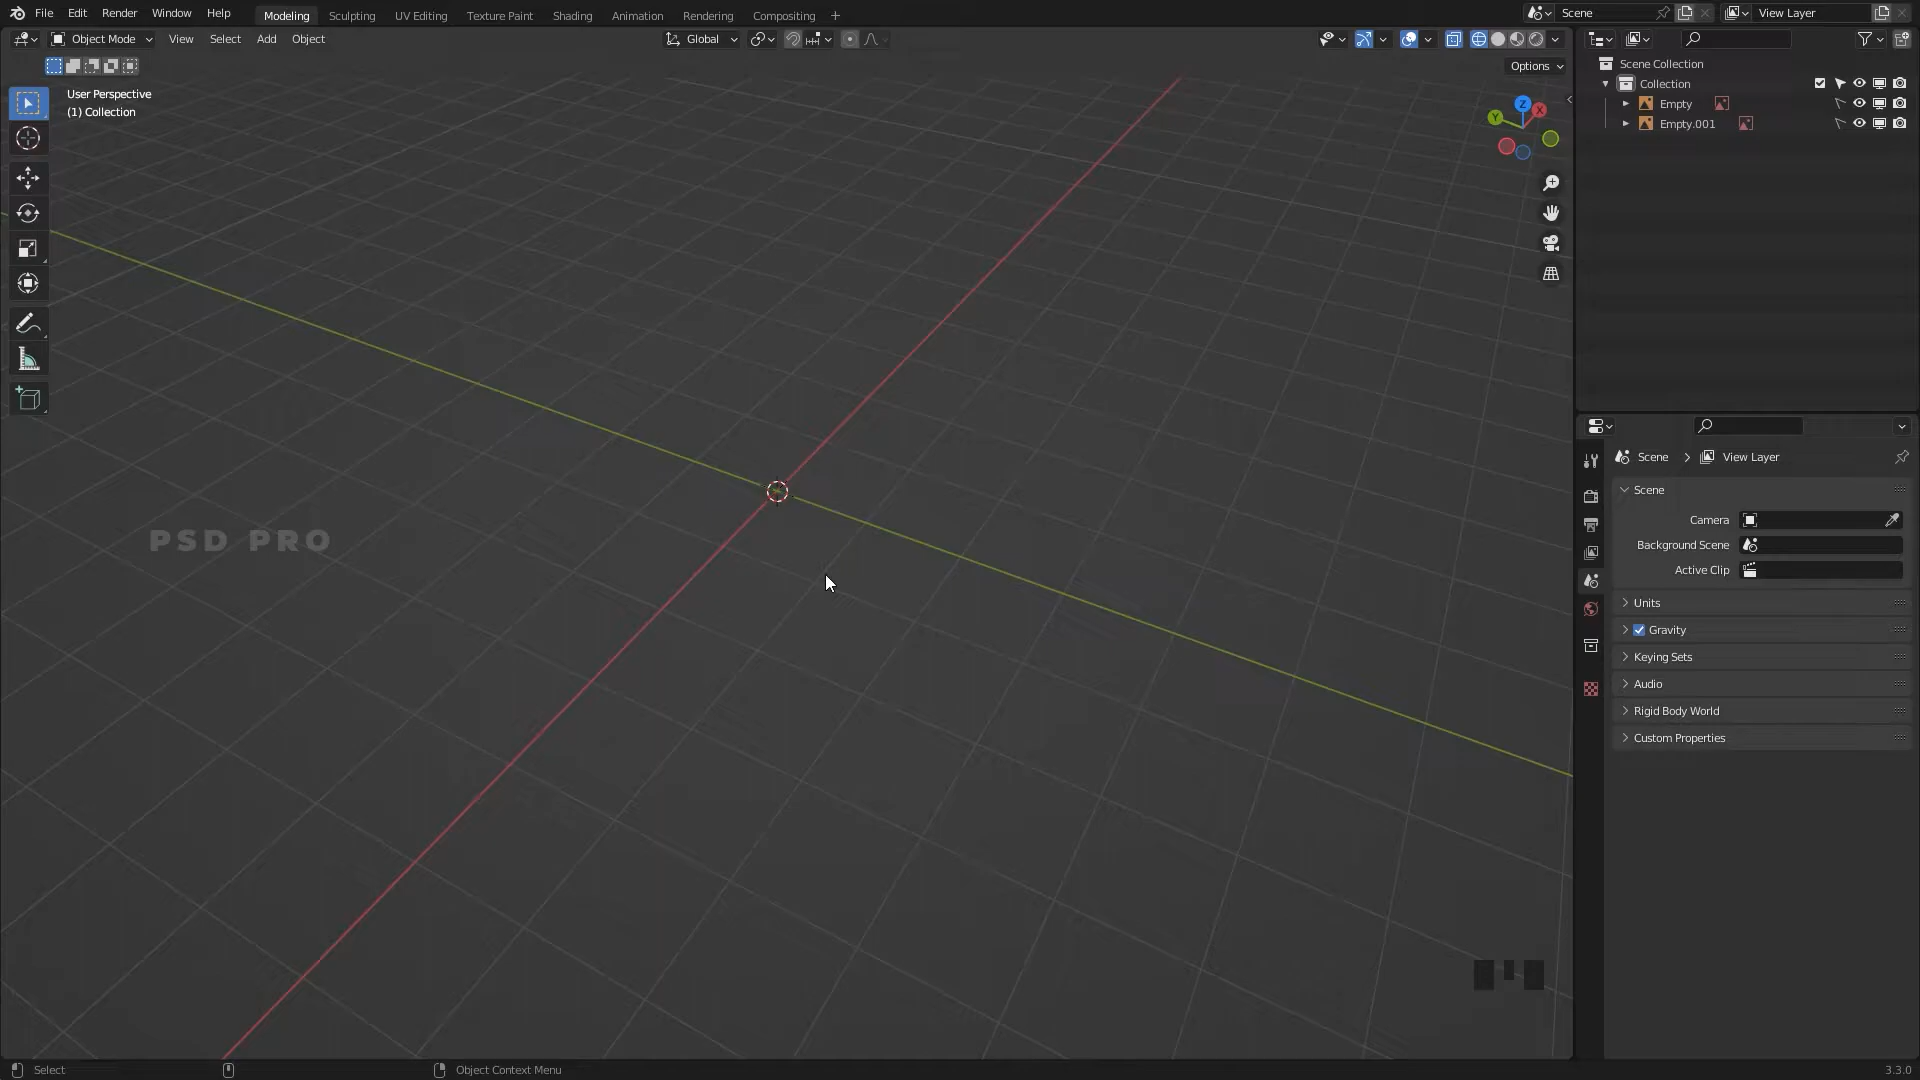 File Edit Render Window Help Modeling Sculpting UV Editing Texture Paint Shading Animation Rendering Compositing + Scene View Layer
Object Mode View Select Add Object Global
Options
User Perspective
(1) Collection
Z
X
Y
PSD PRO
Scene Collection
Collection
Empty
Empty.001
Scene > View Layer
Scene
Camera
Background Scene
Active Clip
Units
Gravity
Keying Sets
Audio
Rigid Body World
Custom Properties
Select Object Context Menu 3.3.0